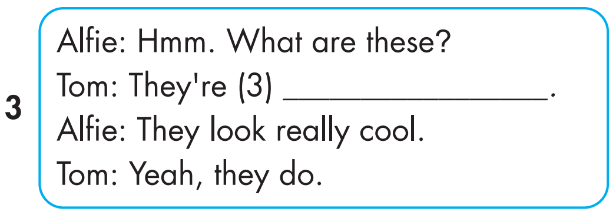 Alfie: Hmm. What are these?
Tom: They're (3) _________________.
3
Alfie: They look really cool.
Tom: Yeah, they do.